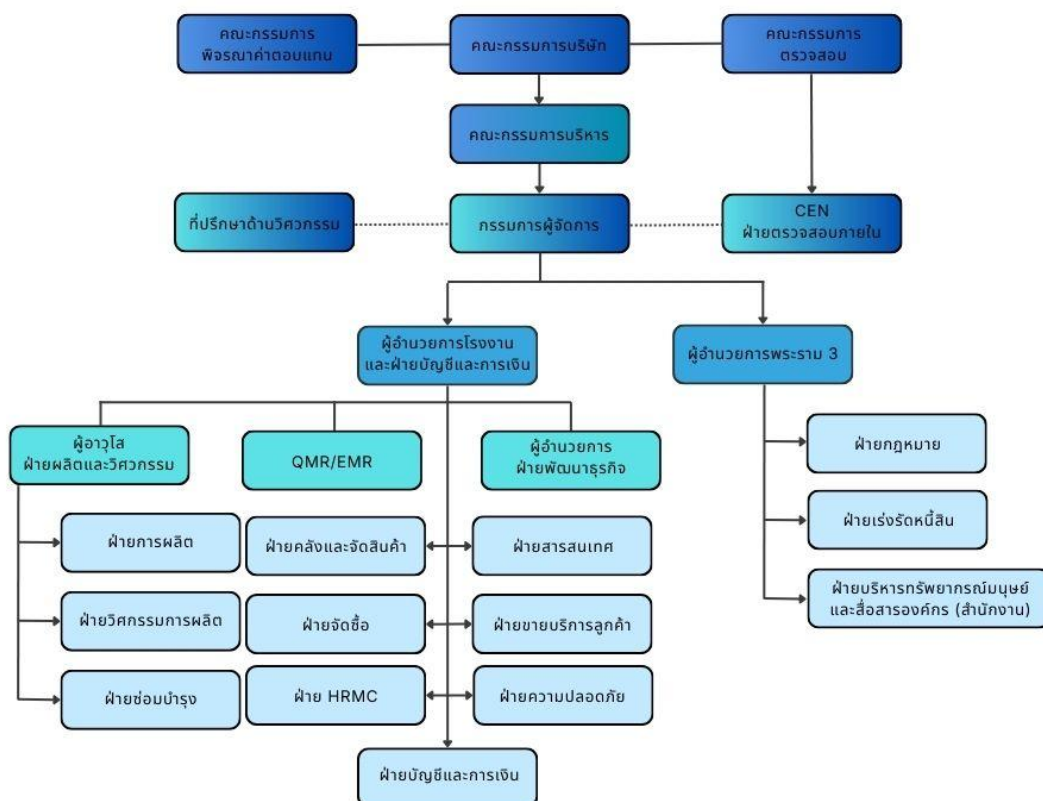 คณะกรรมการ
พิจรณาค่าตอบแทน
คณะกรรมการบริษัท
คณะกรรมการ
ตรวจสอบ
คณะกรรมการบริหาร
ที่ปรึกษาด้านวิศวกรรม
กรรมการผู้จัดการ
CEN
ฝ่ายตรวจสอบภายใน
ผู้อำนวยการโรงงาน
และฝ่ายบัญชีและการเงิน
ผู้อำนวยการพระราม 3
ผู้อาวุโส
ฝ่ายผลิตและวิศวกรรม
QMR/EMR
ผู้อำนวยการ
ฝ่ายพัฒนาธุรกิจ
ฝ่ายกฎหมาย
ฝ่ายการผลิต
ฝ่ายคลังและจัดสินค้า
ฝ่ายสารสนเทศ
ฝ่ายเร่งรัดหนี้สิน
ฝ่ายวิศกรรมการผลิต
ฝ่ายจัดซื้อ
ฝ่ายขายบริการลูกค้า
ฝ่ายบริหารทรัพยากรณ์มนุษย์
และสื่อสารองค์กร (สำนักงาน)
ฝ่ายซ่อมบำรุง
ฝ่าย HRMC
ฝ่ายความปลอดภัย
ฝ่ายบัญชีและการเงิน